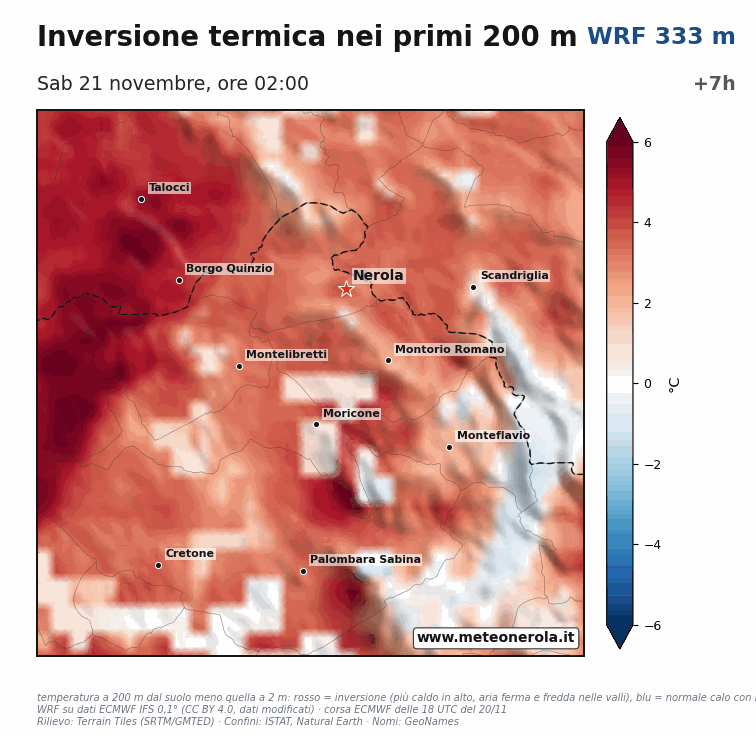 Inversione termica nei primi 200 m WRF 333 m
Sab 21 novembre, ore 02:00 +7h
Talocci
Borgo Quinzio
Nerola
Scandriglia
Montelibretti
Montorio Romano
Moricone
Monteflavio
Cretone
Palombara Sabina
www.meteonerola.it
6
4
2
0
−2
−4
−6
°C
temperatura a 200 m dal suolo meno quella a 2 m: rosso = inversione (più caldo in alto, aria ferma e fredda nelle valli), blu = normale calo con
WRF su dati ECMWF IFS 0,1° (CC BY 4.0, dati modificati) · corsa ECMWF delle 18 UTC del 20/11
Rilievo: Terrain Tiles (SRTM/GMTED) · Confini: ISTAT, Natural Earth · Nomi: GeoNames